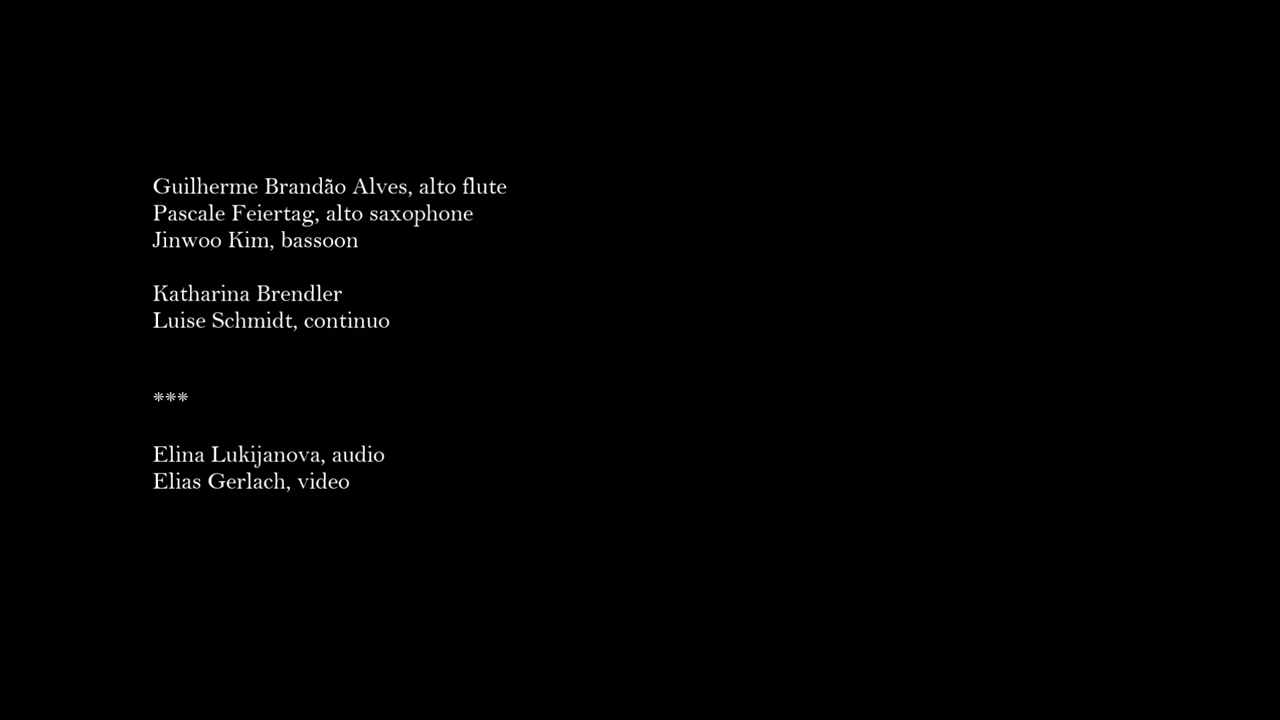 Guilherme Brandão Alves, alto flute
Pascale Feiertag, alto saxophone
Jinwoo Kim, bassoon
Katharina Brendler
Luise Schmidt, continuo
***
Elina Lukijanova, audio
Elias Gerlach, video